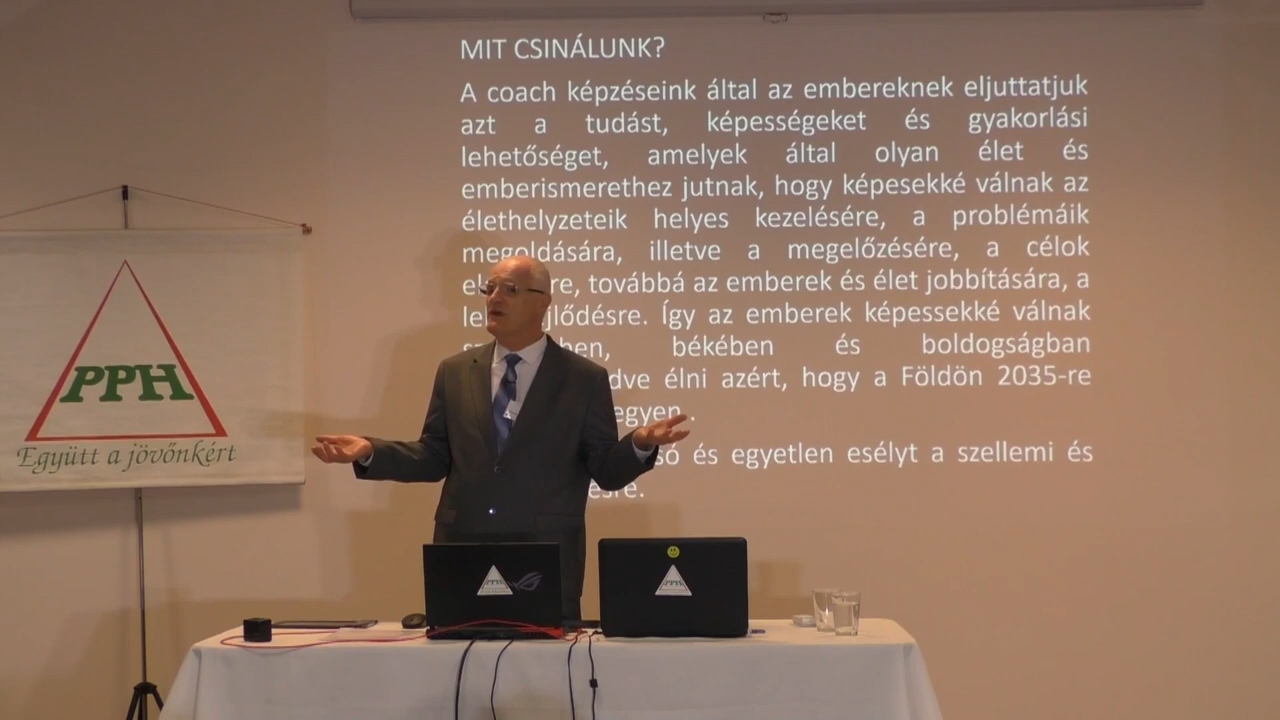 MIT CSINÁLUNK?
A coach képzéseink által az embereknek eljuttatjuk
azt a tudást, képességeket és gyakorlási
lehetőséget, amelyek által olyan élet és
emberismerethez jutnak, hogy képesekké válnak az
élethelyzeteik helyes kezelésére, a problémáik
megoldására, illetve a megelőzésére, a célok
továbbá az emberek és élet jobbítására, a
Így az emberek képessekké válnak
békében és boldogságban
élni azért, hogy a Földön 2035-re
és egyetlen esélyt a szellemi és
PPH
Együtt a jövőnkért
PPH
PPH